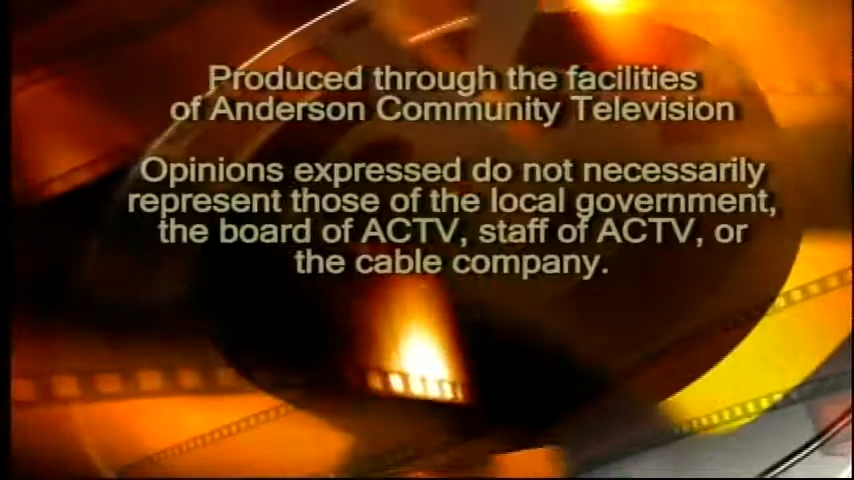 Produced through the facilities
of Anderson Community Television
Opinions expressed do not necessarily
represent those of the local government,
the board of ACTV, staff of ACTV, or
the cable company.